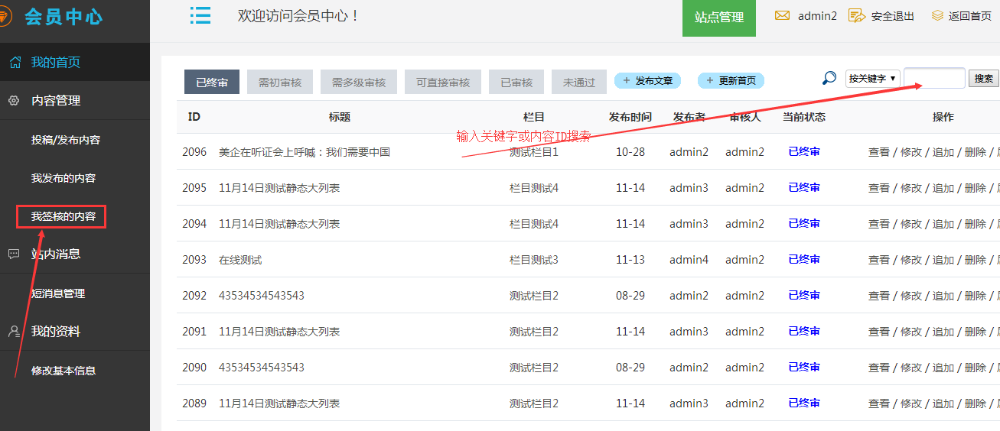 会员中心
欢迎访问会员中心！
站点管理
admin2
安全退出
返回首页
我的首页
内容管理
投稿/发布内容
我发布的内容
我签核的内容
站内消息
短消息管理
我的资料
修改基本信息
已终审 需初审核 需多级审核 可直接审核 已审核 未通过 + 发布文章 + 更新首页 按关键字 ▼ 搜索
ID 标题 栏目 发布时间 发布者 审核人 当前状态 操作
输入关键字或内容ID搜索
2096 美企在听证会上呼喊：我们需要中国 测试栏目1 10-28 admin2 admin2 已终审 查看 / 修改 / 追加 / 删除 /
2095 11月14日测试静态大列表 栏目测试4 11-14 admin3 admin2 已终审 查看 / 修改 / 追加 / 删除 /
2094 11月14日测试静态大列表 栏目测试4 11-14 admin3 admin2 已终审 查看 / 修改 / 追加 / 删除 /
2093 在线测试 栏目测试3 11-13 admin4 admin2 已终审 查看 / 修改 / 追加 / 删除 /
2092 43534534543543 测试栏目2 08-29 admin2 admin2 已终审 查看 / 修改 / 追加 / 删除 /
2091 11月14日测试静态大列表 测试栏目2 11-14 admin3 admin2 已终审 查看 / 修改 / 追加 / 删除 /
2090 43534534543543 测试栏目2 08-29 admin2 admin2 已终审 查看 / 修改 / 追加 / 删除 /
2089 11月14日测试静态大列表 测试栏目2 11-14 admin3 admin2 已终审 查看 / 修改 / 追加 / 删除 /